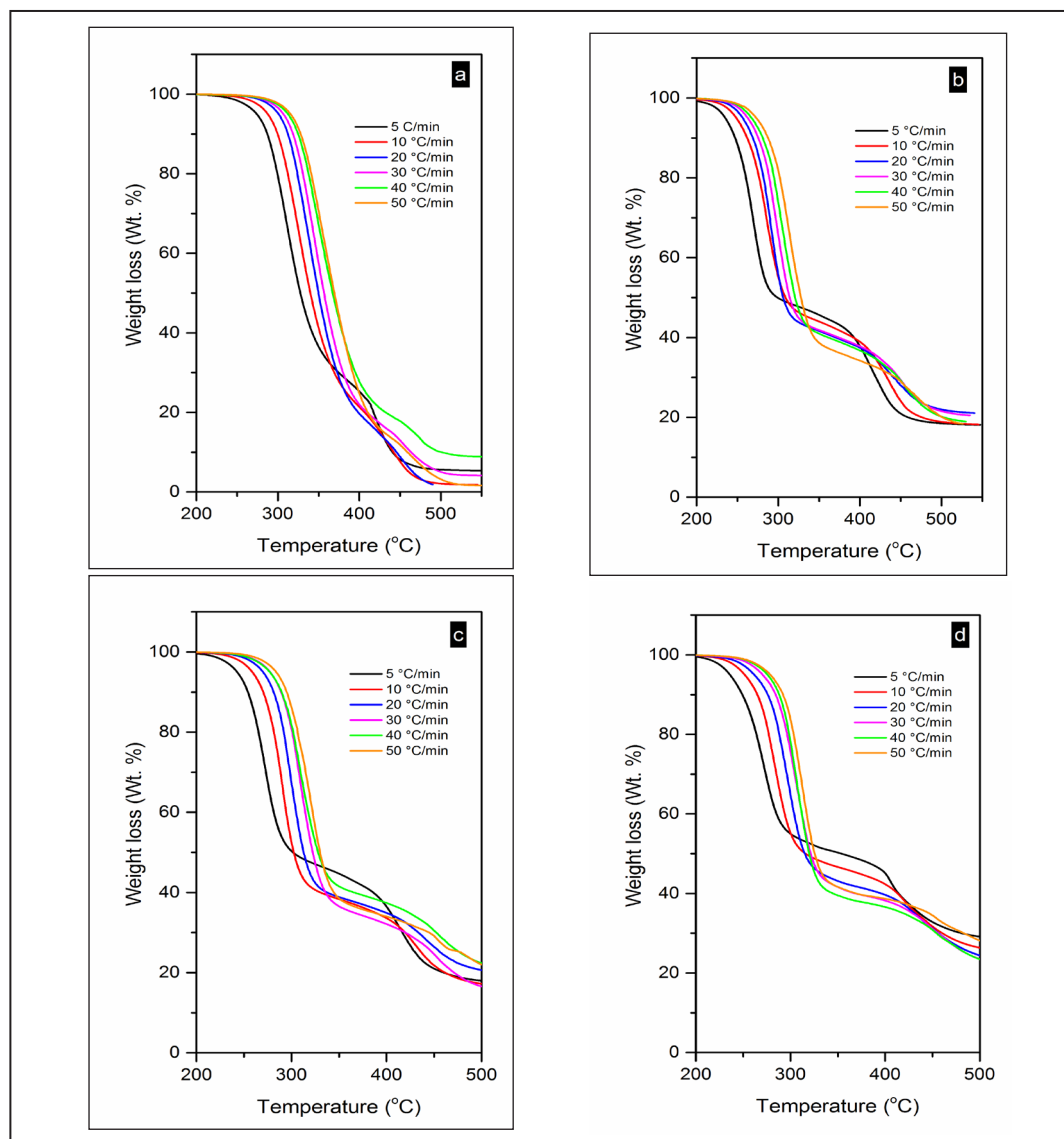 a
100
80
60
40
20
0
Weight loss (Wt. %)
5 C/min
10 °C/min
20 °C/min
30 °C/min
40 °C/min
50 °C/min
200 300 400 500
Temperature (°C)
b
100
80
60
40
20
0
Weight loss (Wt. %)
5 °C/min
10 °C/min
20 °C/min
30 °C/min
40 °C/min
50 °C/min
200 300 400 500
Temperature (°C)
c
100
80
60
40
20
0
Weight loss (Wt. %)
5 °C/min
10 °C/min
20 °C/min
30 °C/min
40 °C/min
50 °C/min
200 300 400 500
Temperature (°C)
d
100
80
60
40
20
0
Weight loss (Wt. %)
5 °C/min
10 °C/min
20 °C/min
30 °C/min
40 °C/min
50 °C/min
200 300 400 500
Temperature (°C)